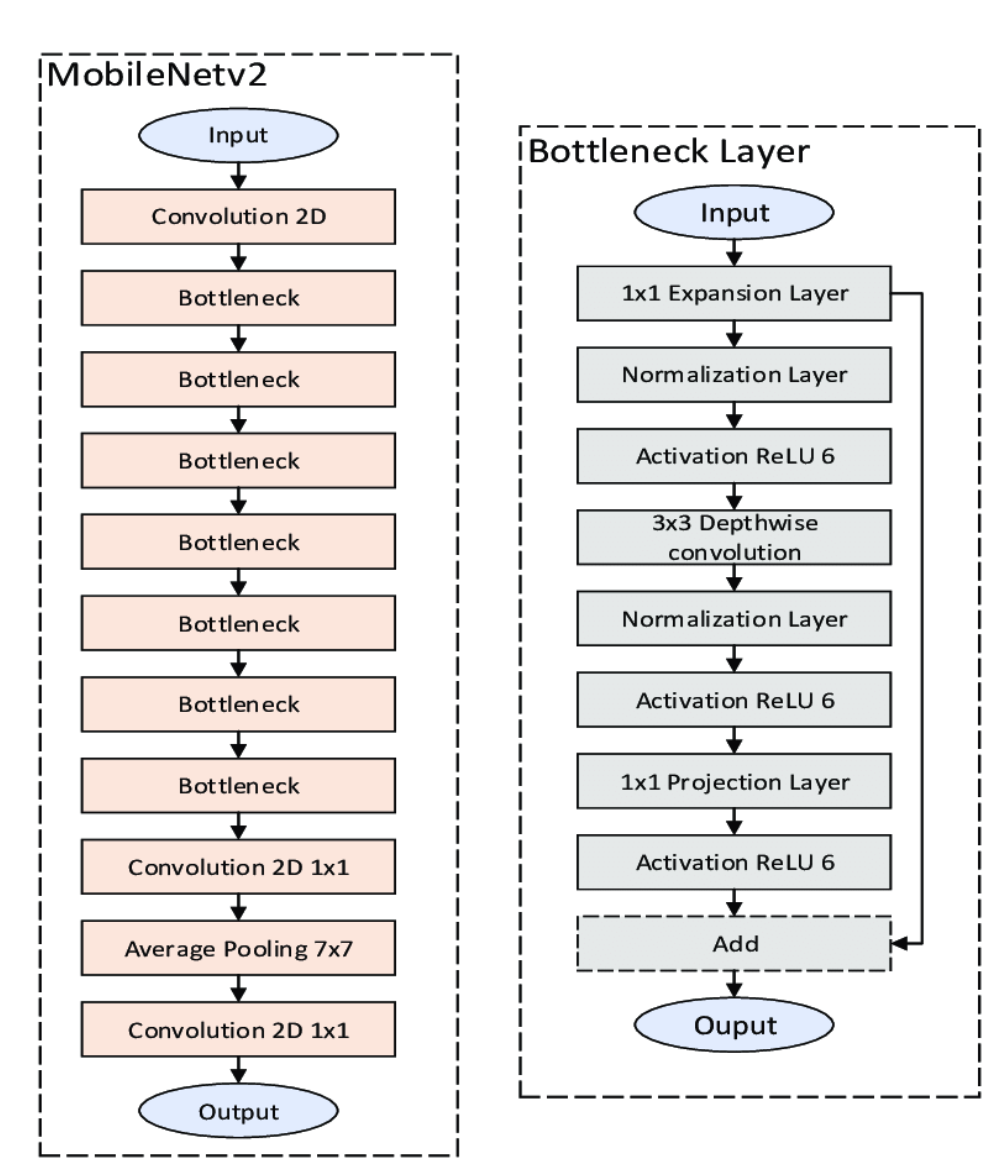 MobileNetv2
Input
Convolution 2D
Bottleneck
Bottleneck
Bottleneck
Bottleneck
Bottleneck
Bottleneck
Bottleneck
Convolution 2D 1x1
Average Pooling 7x7
Convolution 2D 1x1
Output
Bottleneck Layer
Input
1x1 Expansion Layer
Normalization Layer
Activation ReLU 6
3x3 Depthwise
convolution
Normalization Layer
Activation ReLU 6
1x1 Projection Layer
Activation ReLU 6
Add
Ouput